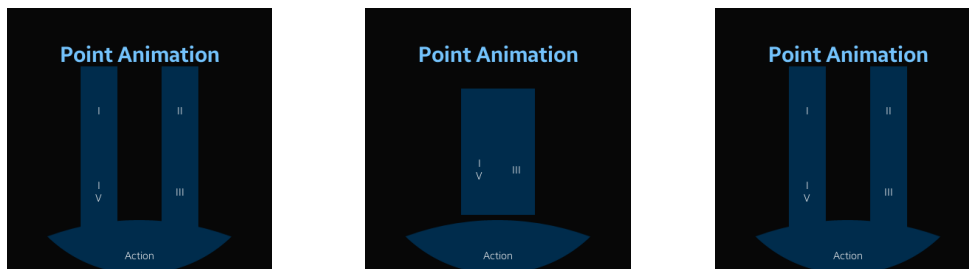 Point Animation
I
II
I
V
III
Action
Point Animation
I
V
III
Action
Point Animation
I
II
I
V
III
Action